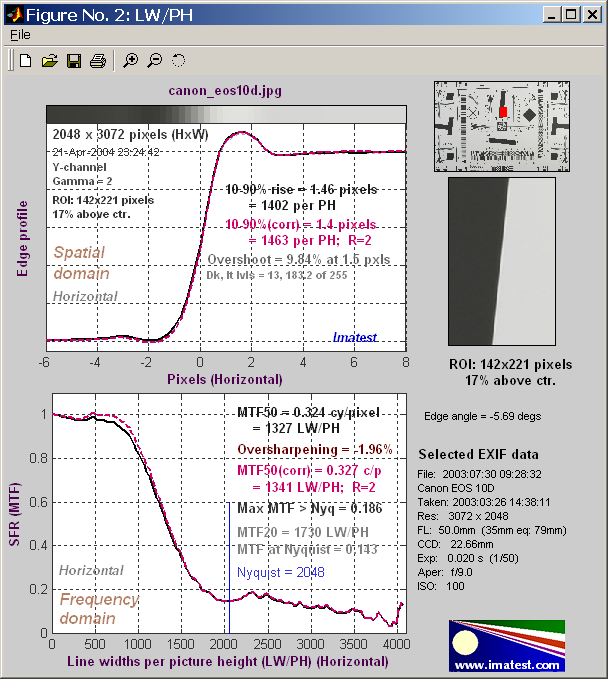 Figure No. 2: LW/PH
File
canon_eos10d.jpg
2048 x 3072 pixels (HxW)
21-Apr-2004 23:24:42
Y-channel
Gamma = 2
ROI: 142x221 pixels
17% above ctr.
10-90% rise = 1.46 pixels
= 1402 per PH
10-90%(corr) = 1.4 pixels
= 1463 per PH; R=2
Overshoot = 9.84% at 1.5 pxls
Dk, lt lvls = 13, 183.2 of 255
Spatial
domain
Horizontal
Imatest
Edge profile
-6 -4 -2 0 2 4 6 8
Pixels (Horizontal)
ROI: 142x221 pixels
17% above ctr.
Edge angle = -5.69 degs
MTF50 = 0.324 cy/pixel
= 1327 LW/PH
Oversharpening = -1.96%
MTF50(corr) = 0.327 c/p
= 1341 LW/PH; R=2
Max MTF > Nyq = 0.186
MTF20 = 1730 LW/PH
MTF at Nyquist = 0.143
Nyquist = 2048
Horizontal
Frequency
domain
SFR (MTF)
1
0.8
0.6
0.4
0.2
0
0 500 1000 1500 2000 2500 3000 3500 4000
Line widths per picture height (LW/PH) (Horizontal)
Selected EXIF data
File: 2003:07:30 09:28:32
Canon EOS 10D
Taken: 2003:03:26 14:38:11
Res: 3072 x 2048
FL: 50.0mm (35mm eq: 79mm)
CCD: 22.66mm
Exp: 0.020 s (1/50)
Aper: f/9.0
ISO: 100
www.imatest.com